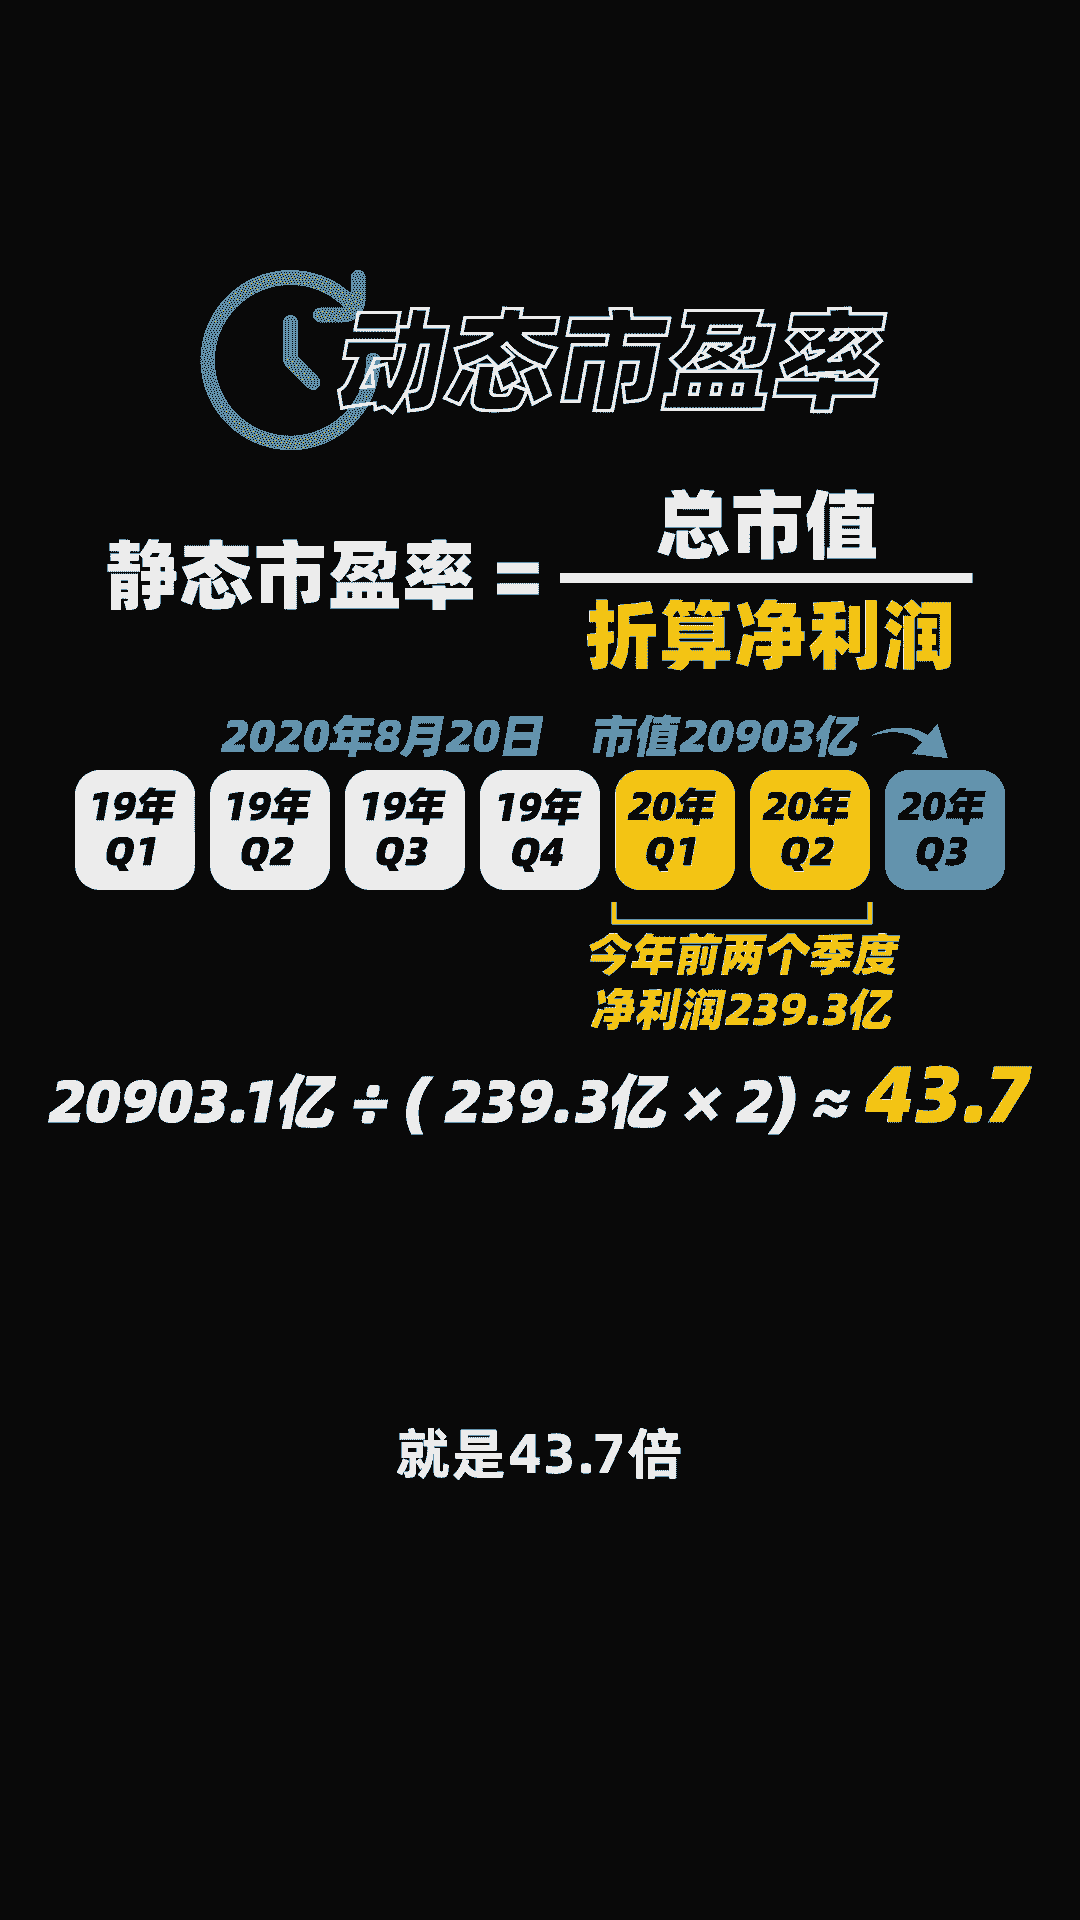 动态市盈率
静态市盈率 = 总市值
折算净利润
2020年8月20日 市值20903亿
19年 19年 19年 19年 20年 20年 20年
Q1 Q2 Q3 Q4 Q1 Q2 Q3
今年前两个季度
净利润239.3亿
20903.1亿 ÷ ( 239.3亿 × 2) ≈ 43.7
就是43.7倍